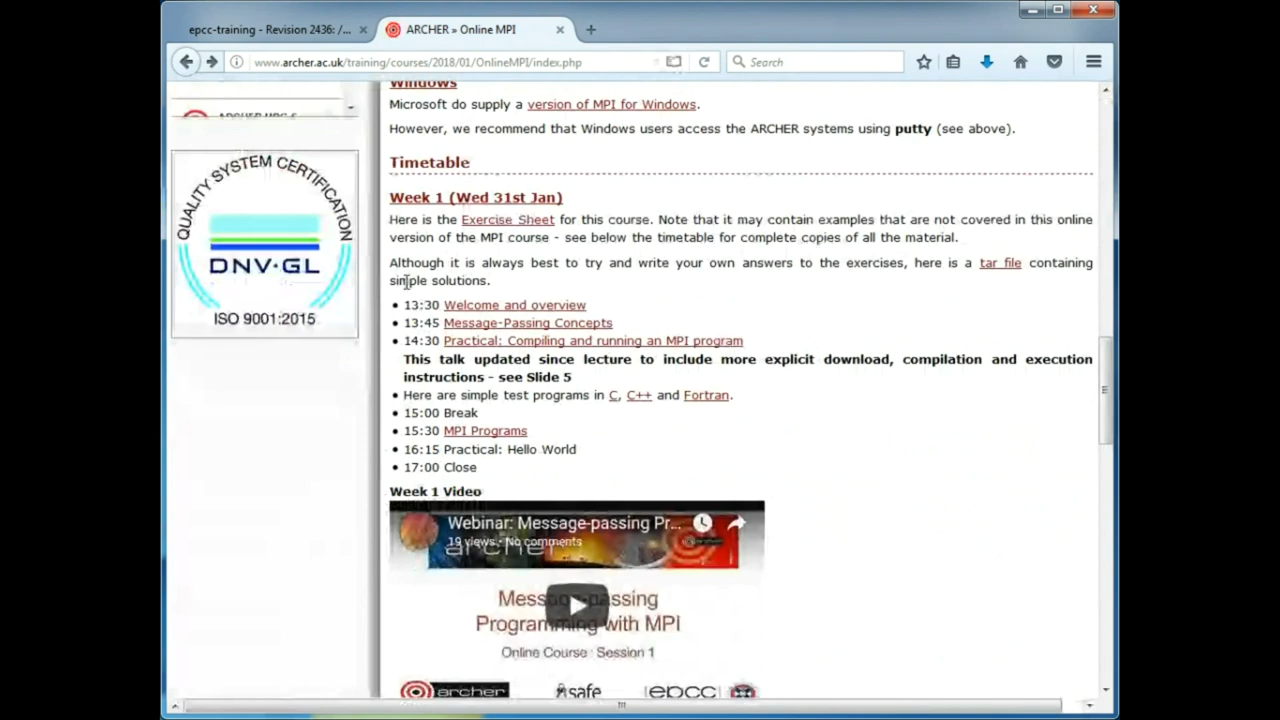 epcc-training - Revision 2436: /...
ARCHER » Online MPI
www.archer.ac.uk/training/courses/2018/01/OnlineMPI/index.php
Search
Windows
Microsoft do supply a version of MPI for Windows.
However, we recommend that Windows users access the ARCHER systems using putty (see above).
QUALITY SYSTEM CERTIFICATION
DNV·GL
ISO 9001:2015
Timetable
Week 1 (Wed 31st Jan)
Here is the Exercise Sheet for this course. Note that it may contain examples that are not covered in this online
version of the MPI course - see below the timetable for complete copies of all the material.
Although it is always best to try and write your own answers to the exercises, here is a tar file containing
simple solutions.
• 13:30 Welcome and overview
• 13:45 Message-Passing Concepts
• 14:30 Practical: Compiling and running an MPI program
This talk updated since lecture to include more explicit download, compilation and execution
instructions - see Slide 5
• Here are simple test programs in C, C++ and Fortran.
• 15:00 Break
• 15:30 MPI Programs
• 16:15 Practical: Hello World
• 17:00 Close
Week 1 Video
Webinar: Message-passing Pr...
19 views • No comments
archer
Message-passing
Programming with MPI
Online Course: Session 1
archer
safe
epcc